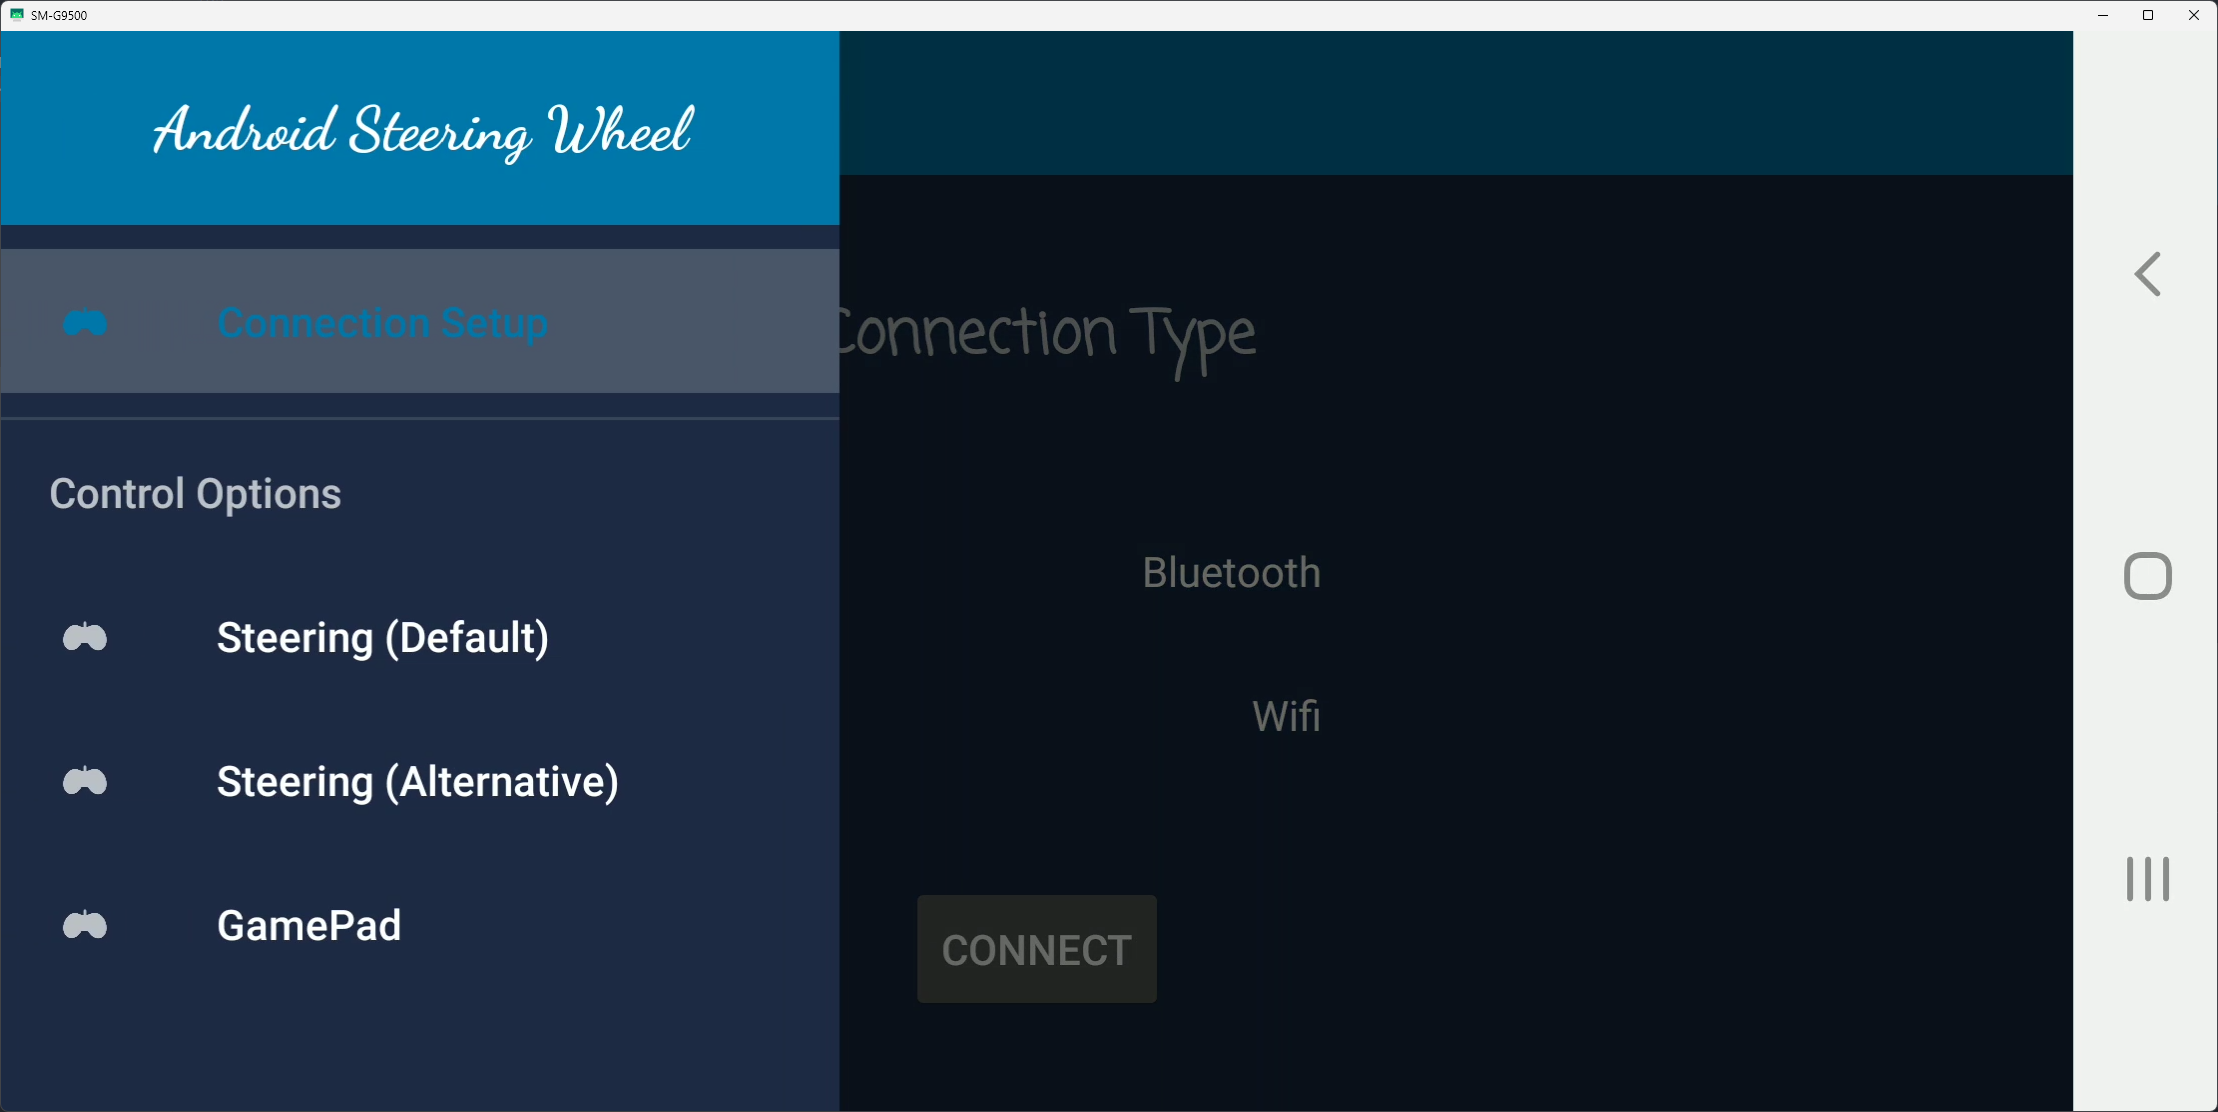 SM-G9500
Android Steering Wheel
Connection Setup
Connection Type
Control Options
Bluetooth
Steering (Default)
Wifi
Steering (Alternative)
GamePad
CONNECT